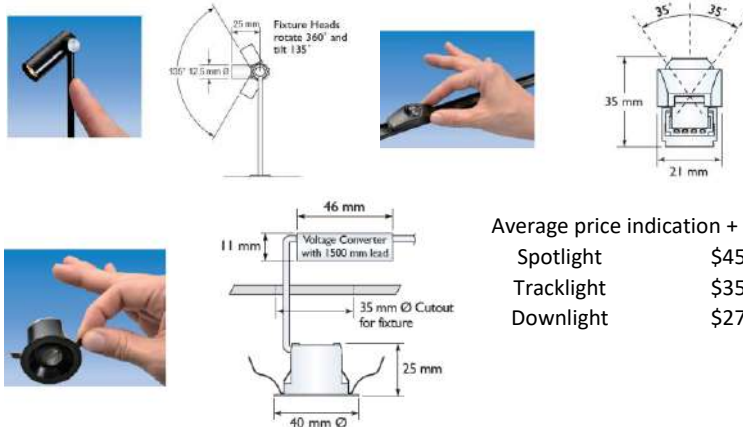 25 mm
Fixture Heads
rotate 360° and
tilt 135°
135°
12.5 mm Ø
35°
35°
35 mm
21 mm
46 mm
11 mm
Voltage Converter
with 1500 mm lead
35 mm Ø Cutout
for fixture
25 mm
40 mm Ø
Average price indication +
Spotlight $45
Tracklight $35
Downlight $27